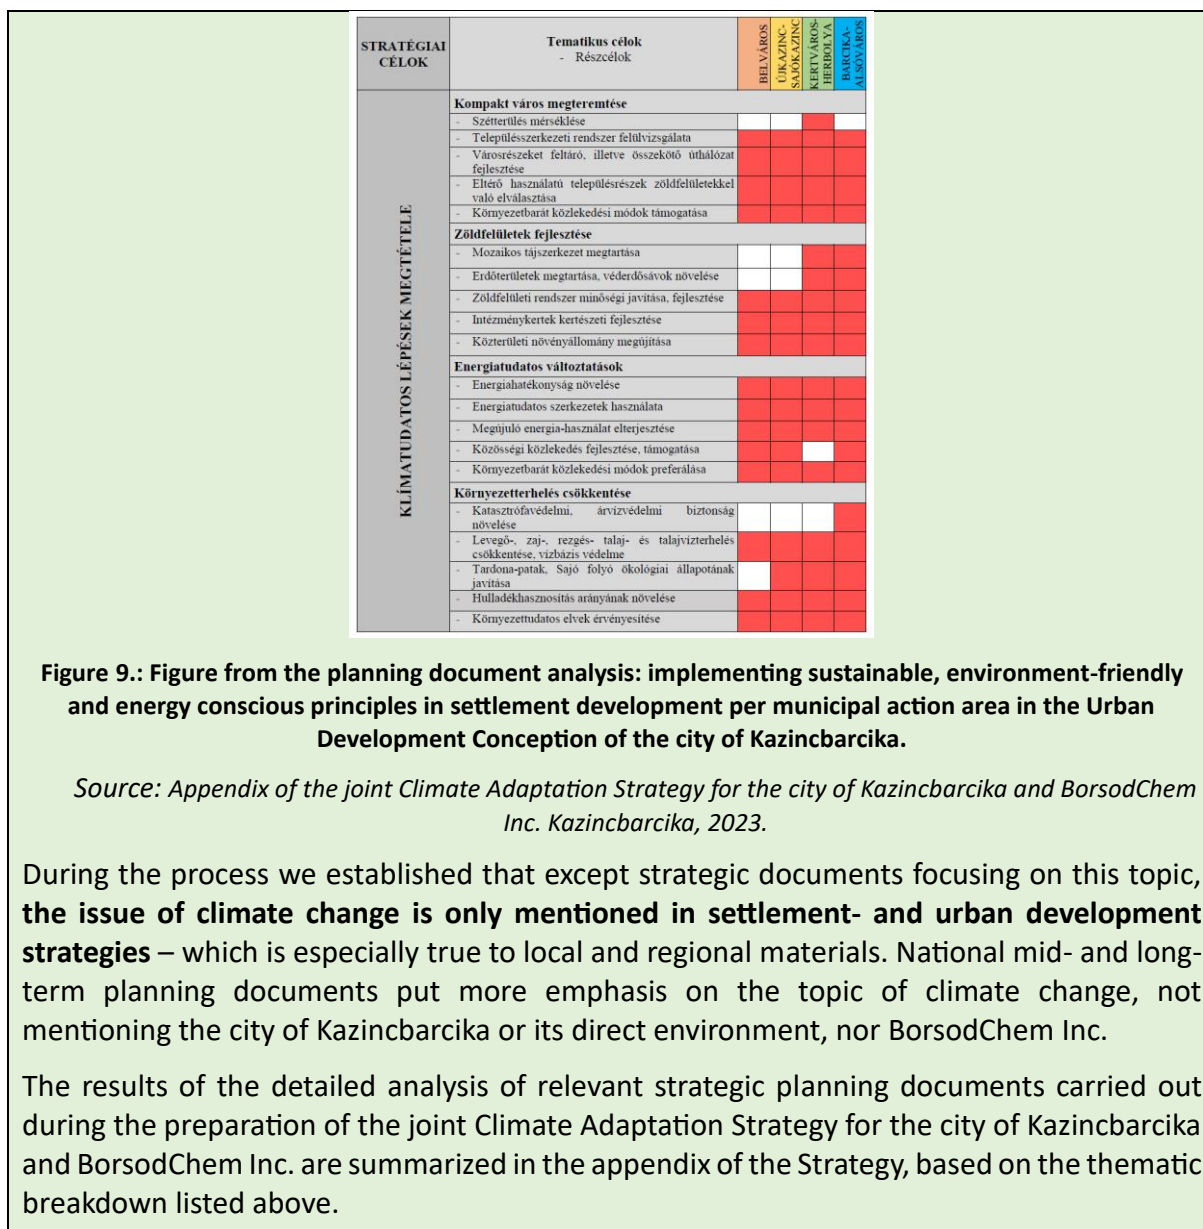 STRATÉGIAI
CÉLOK
Tematikus célok
- Részcélok
BELVÁROS
ÚJKAZINC-
SAJÓKAZINC
KERTVÁROS-
HERBOLYA
BARCIKA-
ALSÓVÁROS
KLÍMATUDATOS LÉPÉSEK MEGTÉTELE
Kompakt város megteremtése
- Szétterülés mérséklése
- Településszerkezeti rendszer felülvizsgálata
- Városrészeket feltáró, illetve összekötő úthálózat
fejlesztése
- Eltérő használatú településrészek zöldfelületekkel
való elválasztása
- Környezetbarát közlekedési módok támogatása
Zöldfelületek fejlesztése
- Mozaikos tájszerkezet megtartása
- Erdőterületek megtartása, véderdősávok növelése
- Zöldfelületi rendszer minőségi javítása, fejlesztése
- Intézménykertek kertészeti fejlesztése
- Közterületi növényállomány megújítása
Energiatudatos változtatások
- Energiahatékonyság növelése
- Energiatudatos szerkezetek használata
- Megújuló energia-használat elterjesztése
- Közösségi közlekedés fejlesztése, támogatása
- Környezetbarát közlekedési módok preferálása
Környezetterhelés csökkentése
- Katasztrófavédelmi, árvízvédelmi biztonság
növelése
- Levegő-, zaj-, rezgés- talaj- és talajvízterhelés
csökkentése, vízbázis védelme
- Tardona-patak, Sajó folyó ökológiai állapotának
javítása
- Hulladékhasznosítás arányának növelése
- Környezettudatos elvek érvényesítése
Figure 9.: Figure from the planning document analysis: implementing sustainable, environment-friendly
and energy conscious principles in settlement development per municipal action area in the Urban
Development Conception of the city of Kazincbarcika.
Source: Appendix of the joint Climate Adaptation Strategy for the city of Kazincbarcika and BorsodChem
Inc. Kazincbarcika, 2023.
During the process we established that except strategic documents focusing on this topic,
the issue of climate change is only mentioned in settlement- and urban development
strategies – which is especially true to local and regional materials. National mid- and long-
term planning documents put more emphasis on the topic of climate change, not
mentioning the city of Kazincbarcika or its direct environment, nor BorsodChem Inc.
The results of the detailed analysis of relevant strategic planning documents carried out
during the preparation of the joint Climate Adaptation Strategy for the city of Kazincbarcika
and BorsodChem Inc. are summarized in the appendix of the Strategy, based on the thematic
breakdown listed above.